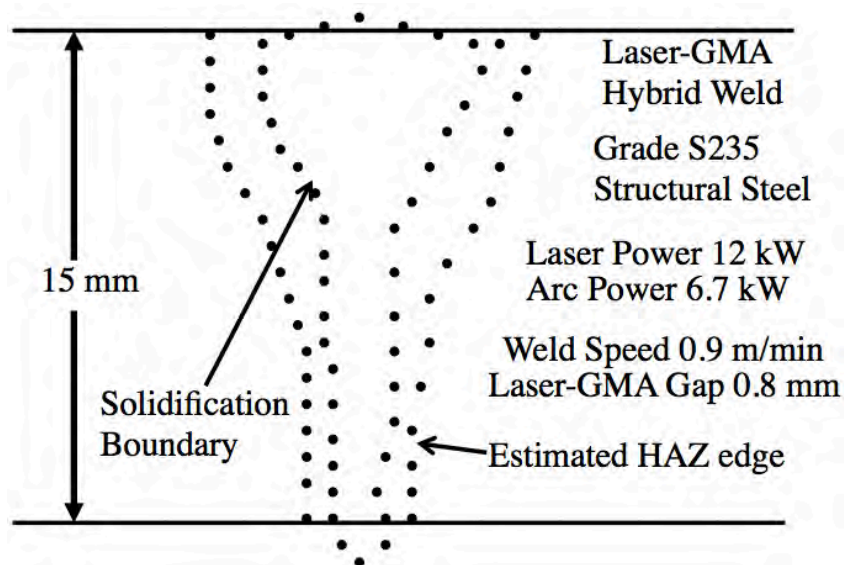 Laser-GMA
Hybrid Weld
Grade S235
Structural Steel
15 mm
Laser Power 12 kW
Arc Power 6.7 kW
Weld Speed 0.9 m/min
Laser-GMA Gap 0.8 mm
Solidification
Boundary
Estimated HAZ edge